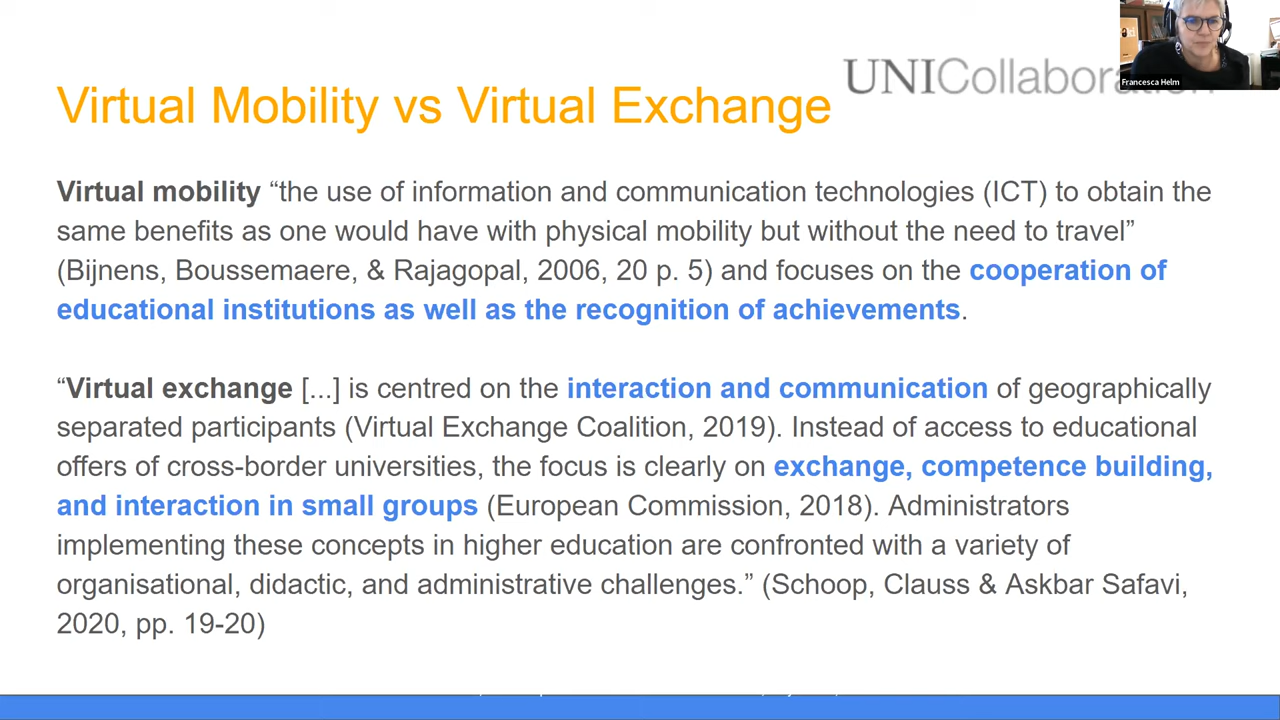 UNICollaboration
Francesca Helm
Virtual Mobility vs Virtual Exchange
Virtual mobility “the use of information and communication technologies (ICT) to obtain the
same benefits as one would have with physical mobility but without the need to travel”
(Bijnens, Boussemaere, & Rajagopal, 2006, 20 p. 5) and focuses on the cooperation of
educational institutions as well as the recognition of achievements.
“Virtual exchange [...] is centred on the interaction and communication of geographically
separated participants (Virtual Exchange Coalition, 2019). Instead of access to educational
offers of cross-border universities, the focus is clearly on exchange, competence building,
and interaction in small groups (European Commission, 2018). Administrators
implementing these concepts in higher education are confronted with a variety of
organisational, didactic, and administrative challenges.” (Schoop, Clauss & Askbar Safavi,
2020, pp. 19-20)